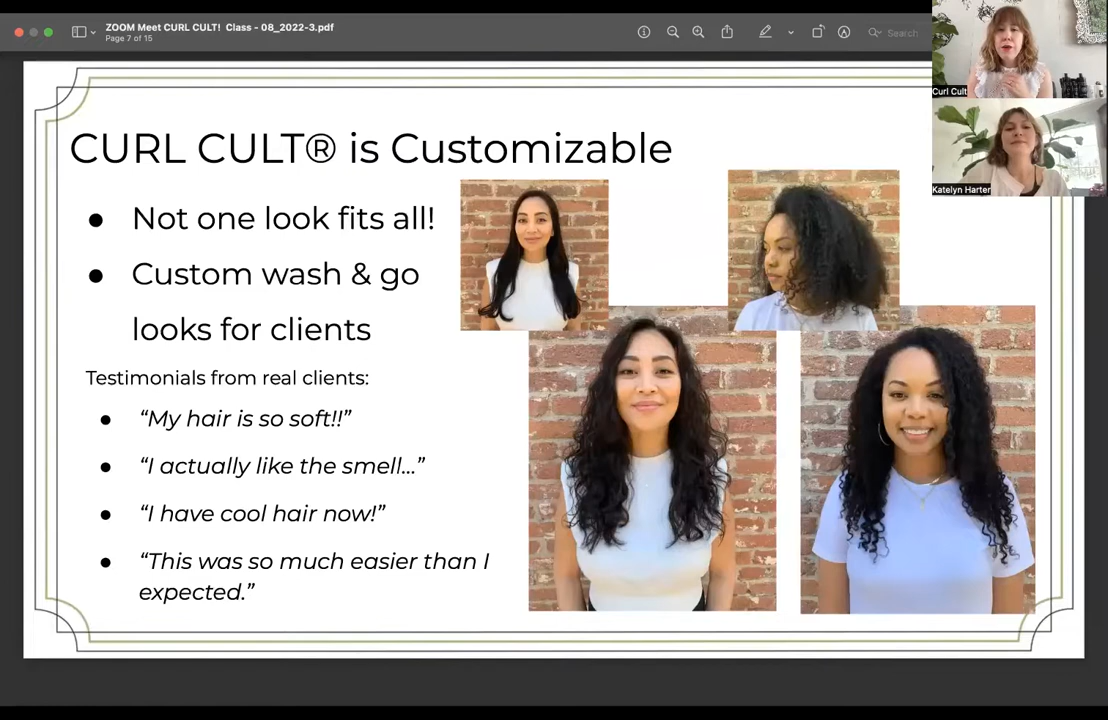 ZOOM Meet CURL CULT! Class - 08_2022-3.pdf
Page 7 of 15
Search
Curl Cult
Katelyn Harter
CURL CULT® is Customizable
● Not one look fits all!
● Custom wash & go
looks for clients
Testimonials from real clients:
● “My hair is so soft!!”
● “I actually like the smell...”
● “I have cool hair now!”
● “This was so much easier than I
expected.”